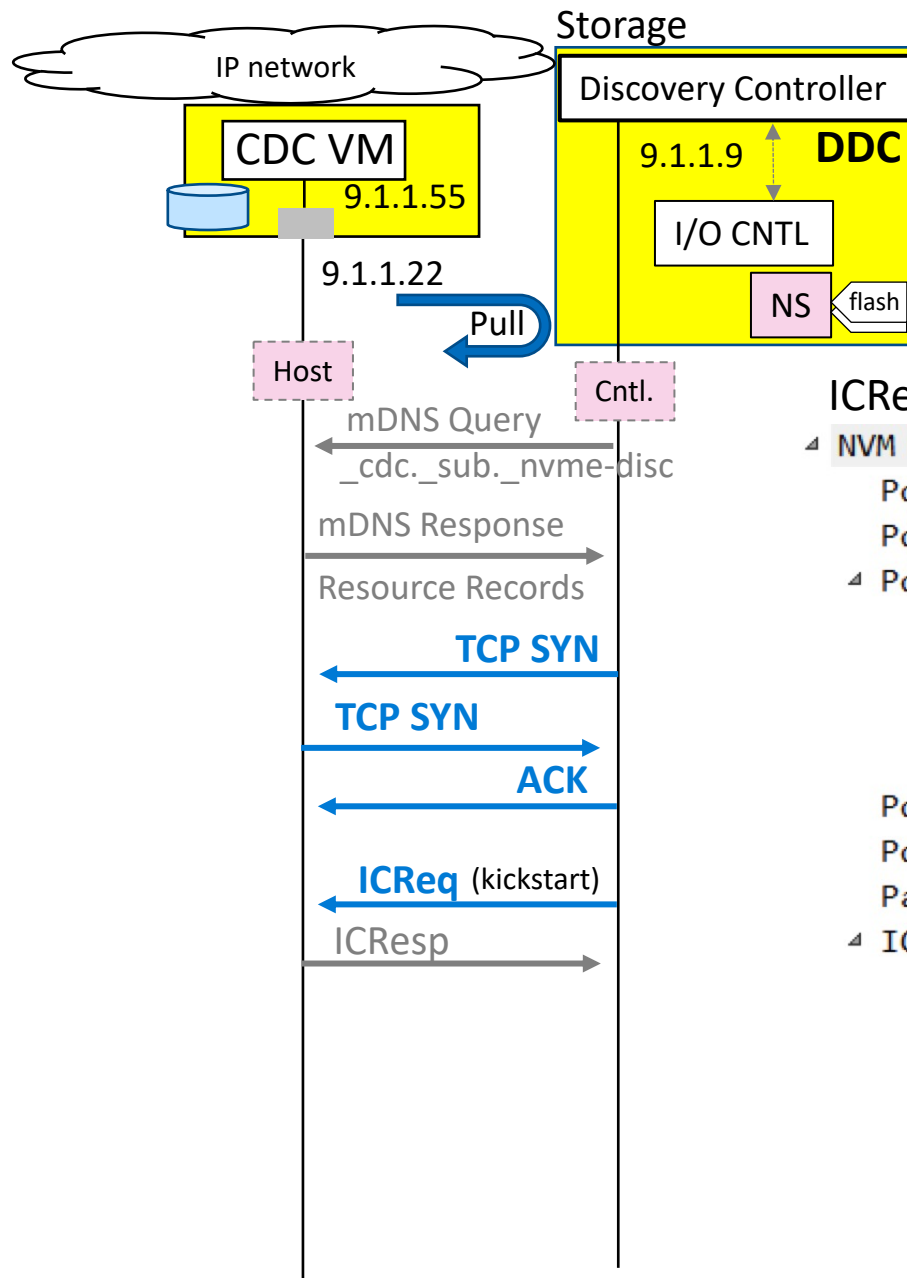 Storage
IP network
Discovery Controller
CDC VM
9.1.1.9
DDC
9.1.1.55
I/O CNTL
9.1.1.22
NS
flash
Pull
Host
Cntl.
mDNS Query
_cdc._sub._nvme-disc
mDNS Response
Resource Records
TCP SYN
TCP SYN
ACK
ICReq (kickstart)
ICResp
NVM